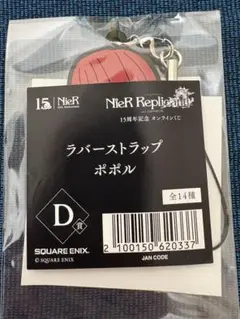 15 NieR
NieR Replicant
15周年記念 オンラインくじ
ラバーストラップ
ポポル
全14種
D賞
SQUARE ENIX.
© SQUARE ENIX
2100150620337
JAN CODE